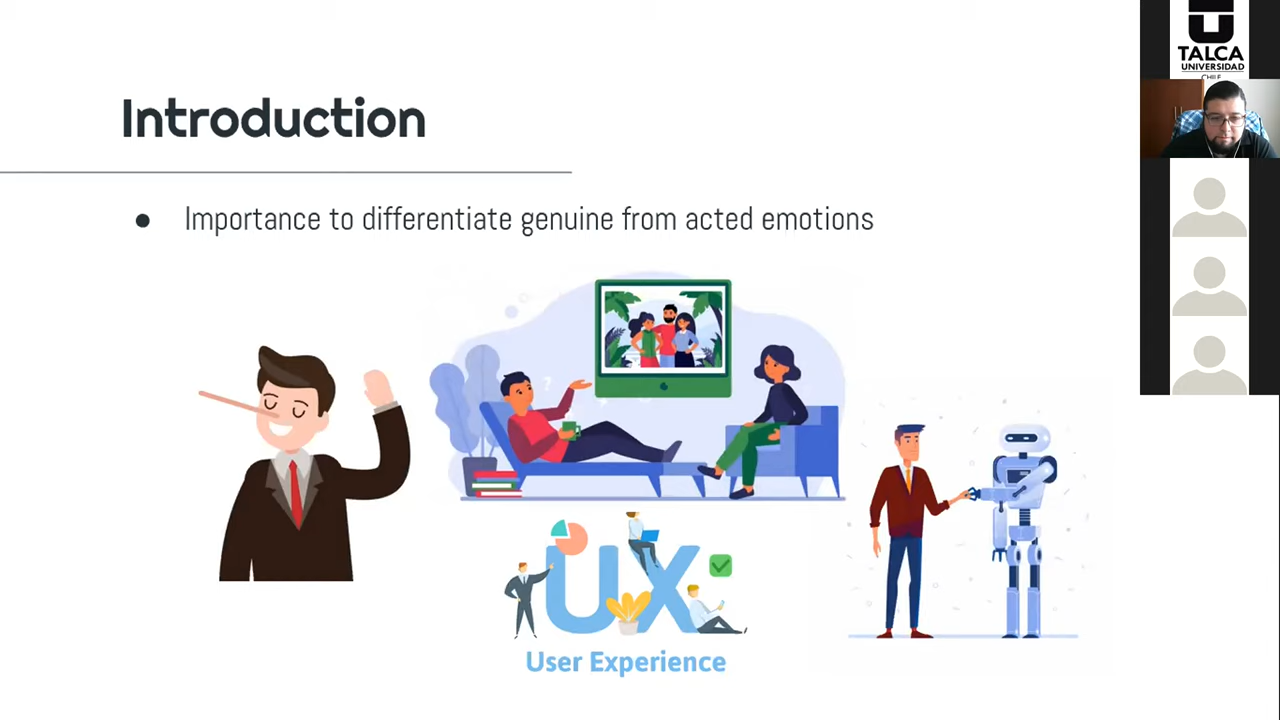 Introduction
● Importance to differentiate genuine from acted emotions
UX
User Experience
TALCA
UNIVERSIDAD
CHILE